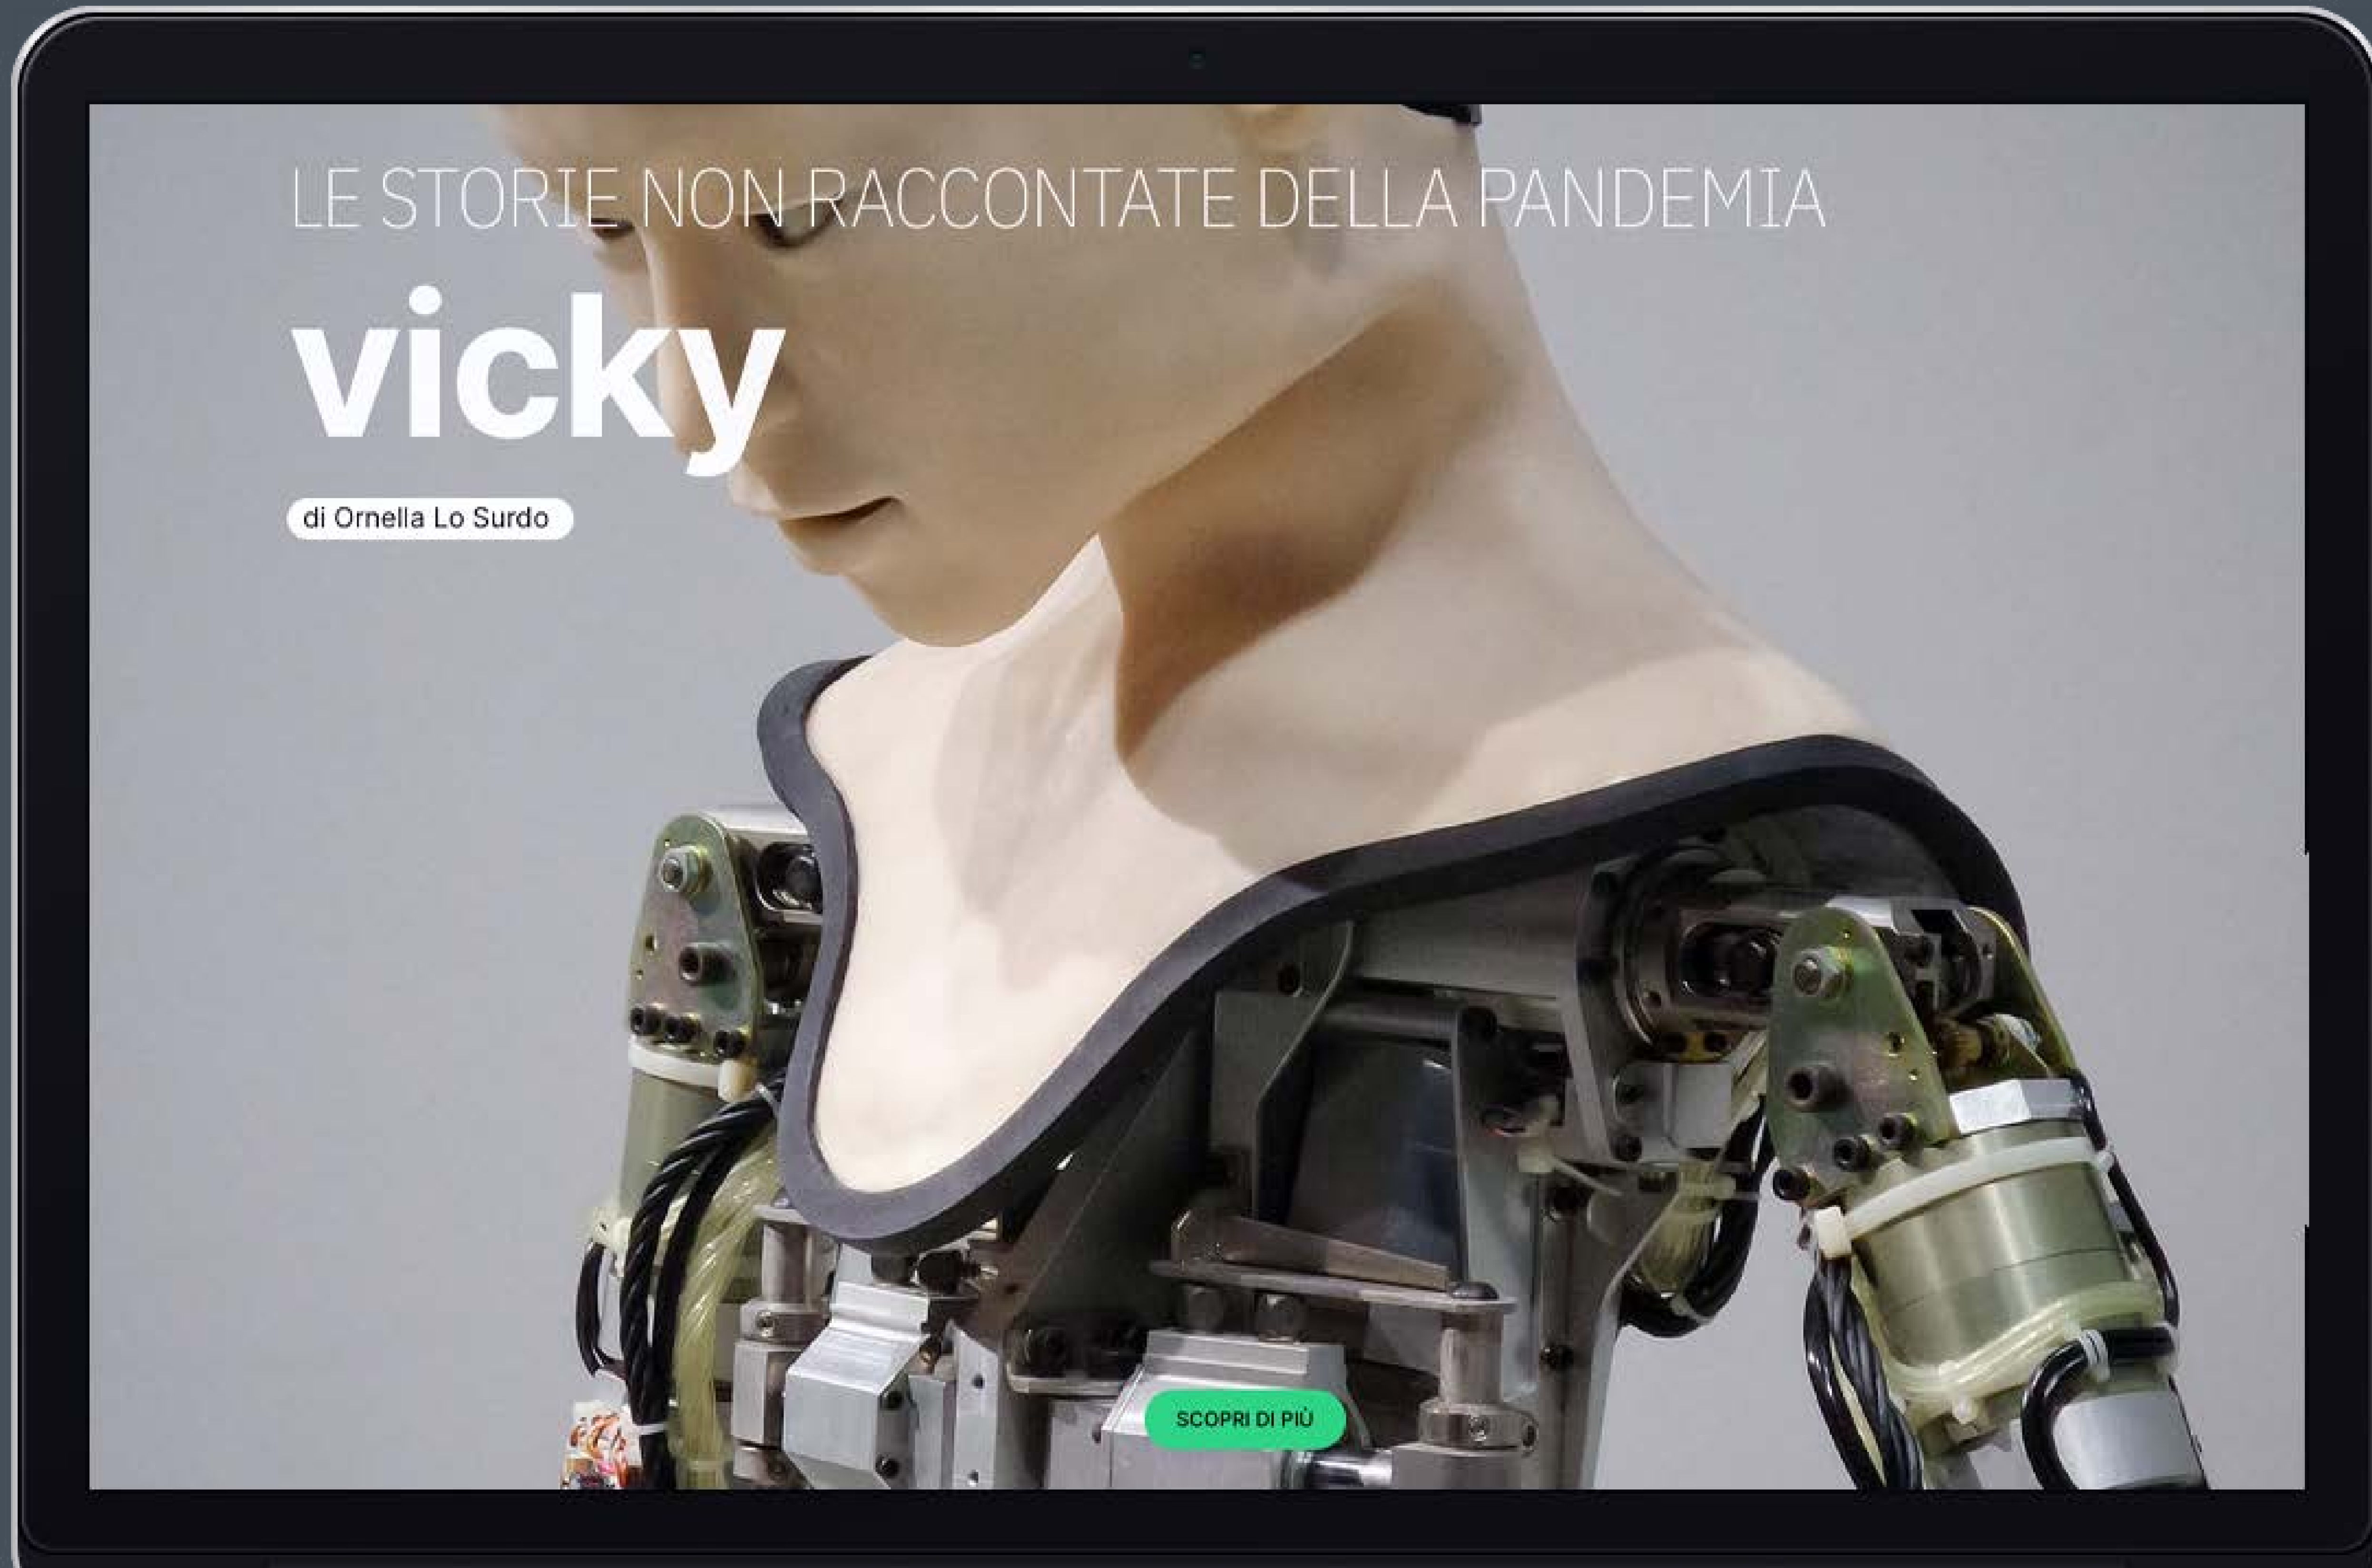 LE STORIE NON RACCONTATE DELLA PANDEMIA
vicky
di Ornella Lo Surdo
SCOPRI DI PIÙ